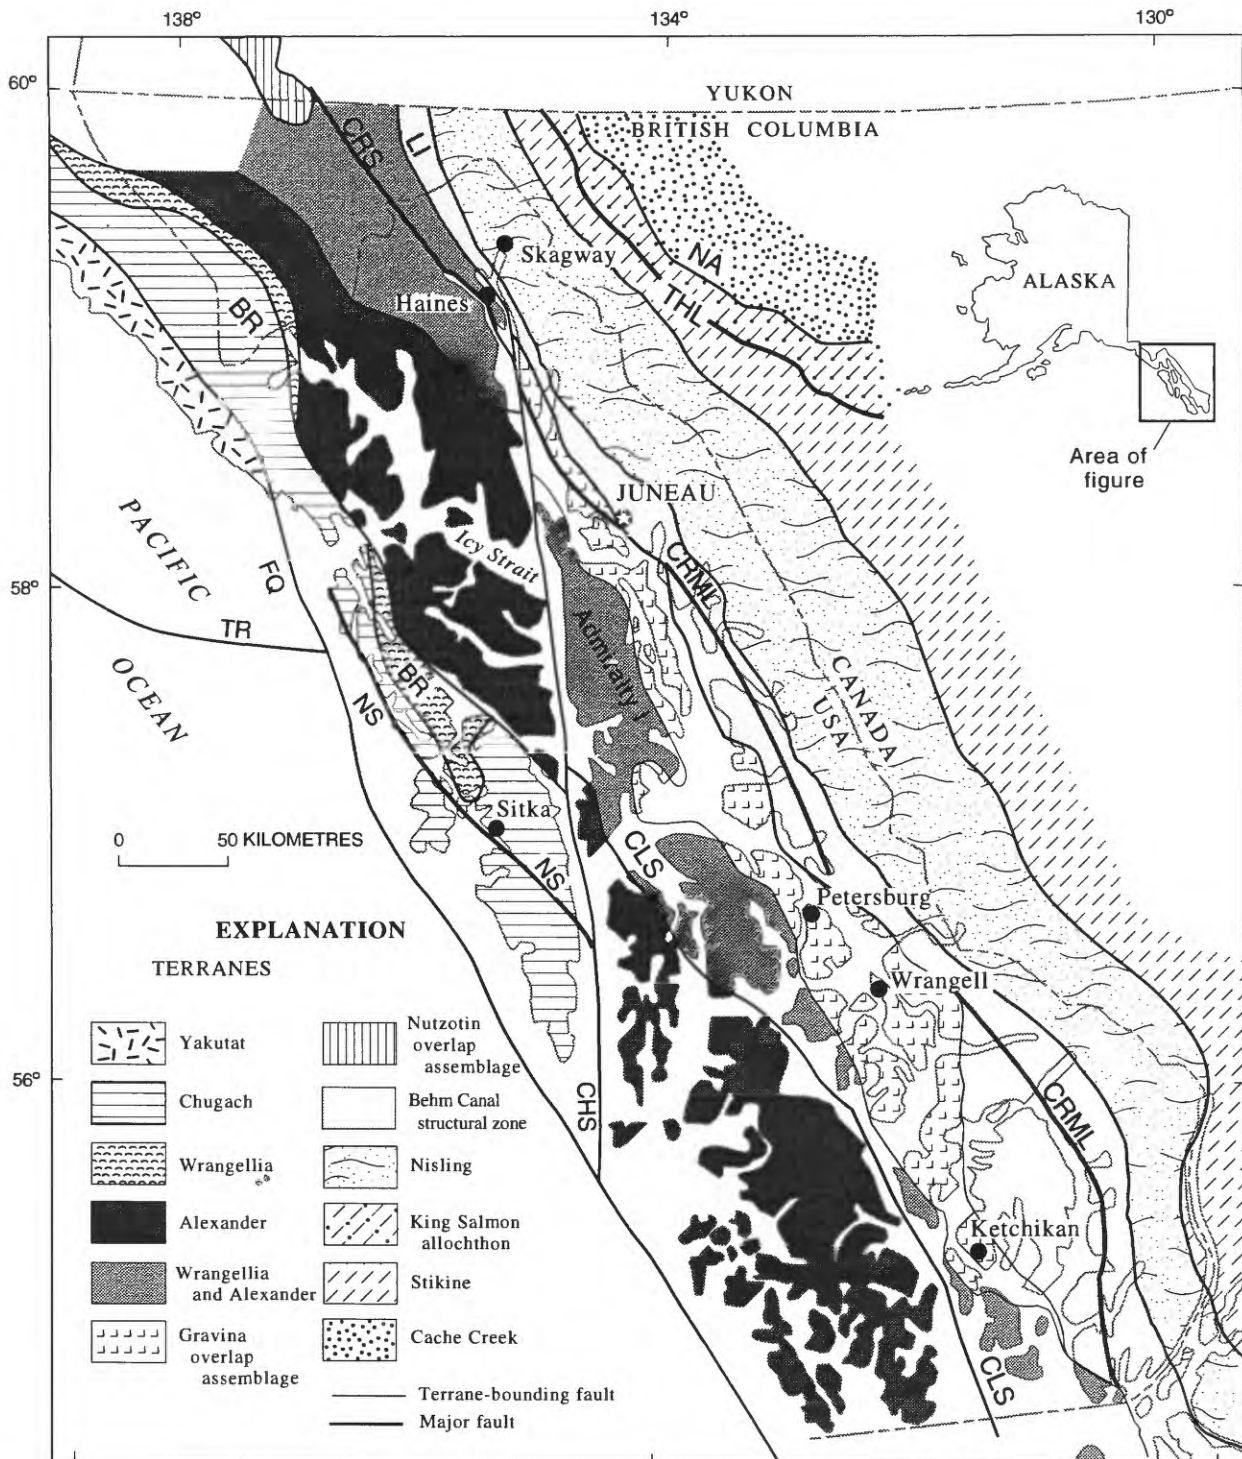 138°
134°
130°
60°
YUKON
BRITISH COLUMBIA
CRS
LI
Skagway
NA
Haines
THL
BR
ALASKA
Area of
figure
JUNEAU
PACIFIC
Icy Strait
FQ
CRML
58°
TR
Admiralty I
OCEAN
BR
CANADA
USA
NS
Sitka
0 50 KILOMETRES
CLS
NS
Petersburg
EXPLANATION
TERRANES
Wrangell
Yakutat
Nutzotin
overlap
assemblage
56°
Chugach
Behm Canal
structural zone
CHS
CRML
Wrangellia
Nisling
Alexander
King Salmon
allochthon
Ketchikan
Wrangellia
and Alexander
Stikine
Gravina
overlap
assemblage
Cache Creek
CLS
Terrane-bounding fault
Major fault